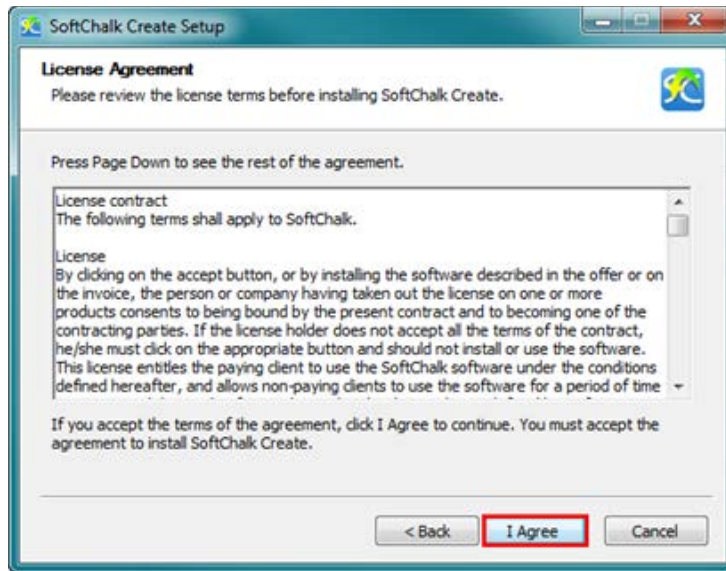 SoftChalk Create Setup
License Agreement
Please review the license terms before installing SoftChalk Create.
Press Page Down to see the rest of the agreement.
License contract
The following terms shall apply to SoftChalk.
License
By clicking on the accept button, or by installing the software described in the offer or on
the invoice, the person or company having taken out the license on one or more
products consents to being bound by the present contract and to becoming one of the
contracting parties. If the license holder does not accept all the terms of the contract,
he/she must click on the appropriate button and should not install or use the software.
This license entitles the paying client to use the SoftChalk software under the conditions
defined hereafter, and allows non-paying clients to use the software for a period of time
If you accept the terms of the agreement, click I Agree to continue. You must accept the
agreement to install SoftChalk Create.
< Back
I Agree
Cancel